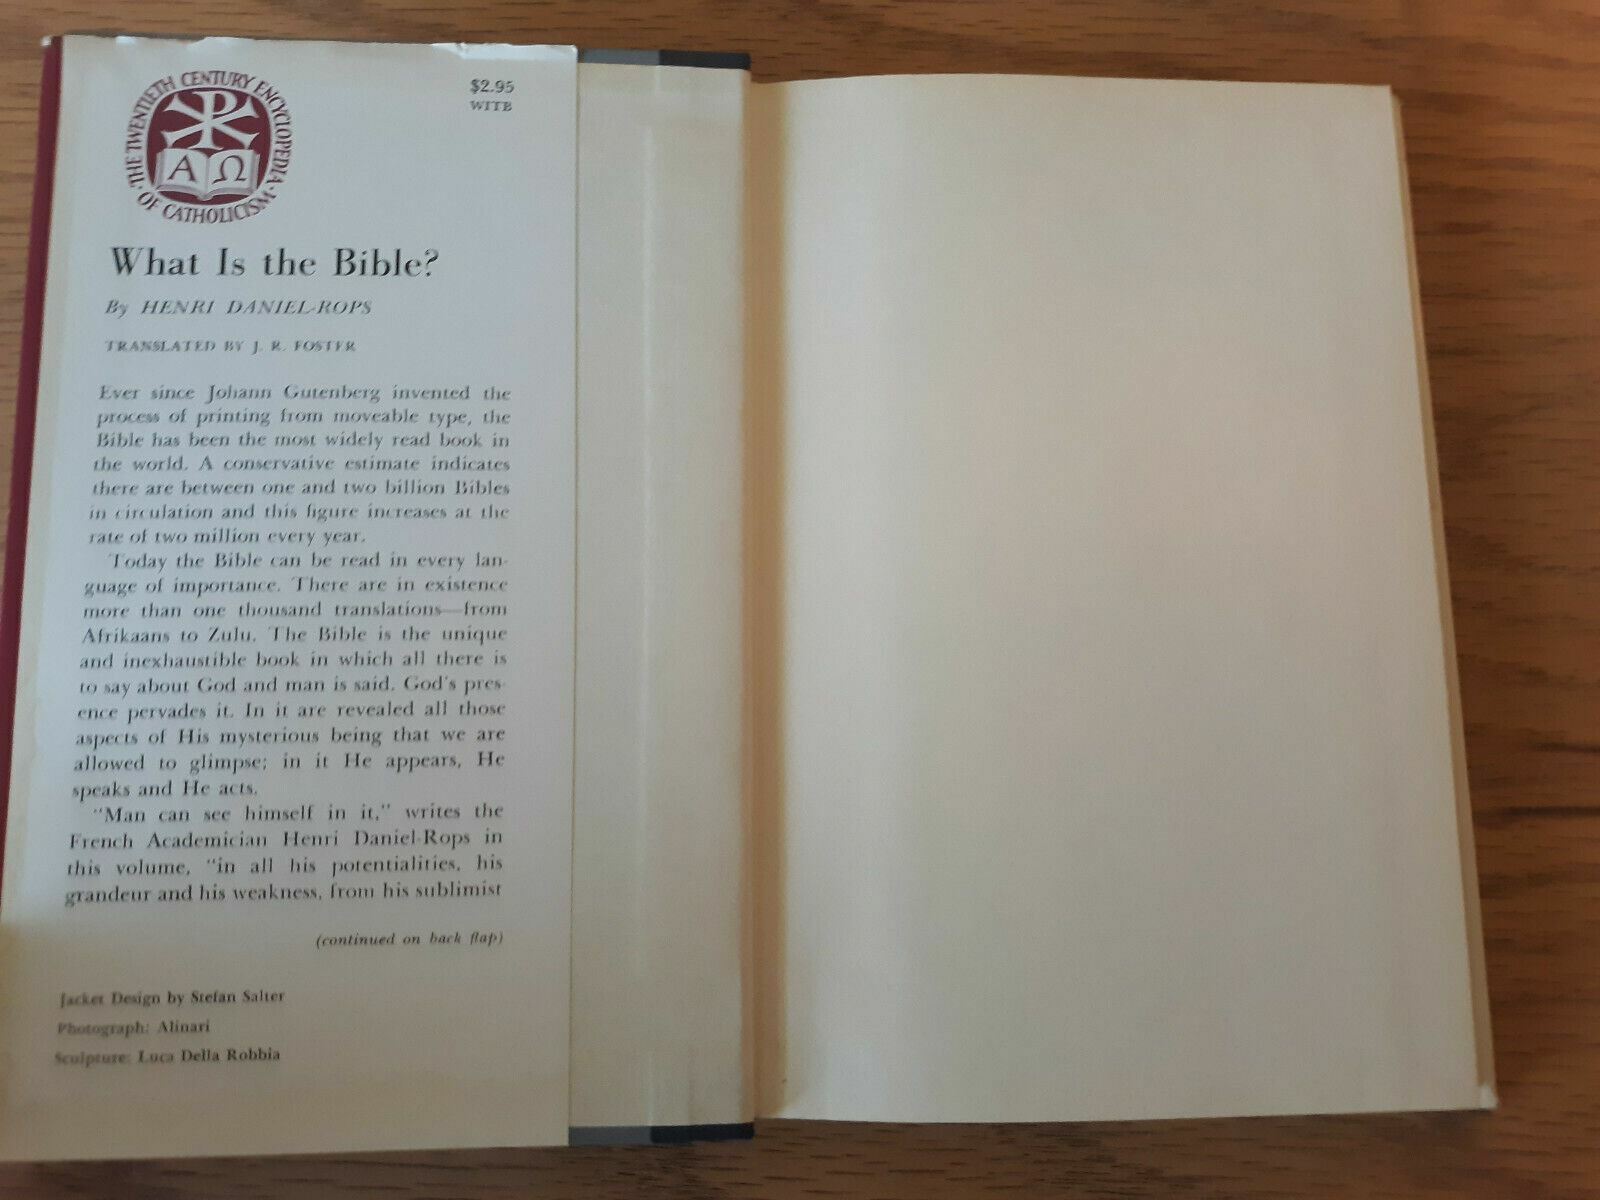 THE TWENTIETH CENTURY ENCYCLOPEDIA
· OF CATHOLICISM ·
A Ω
$2.95
WITB
What Is the Bible?
By HENRI DANIEL-ROPS
TRANSLATED BY J. R. FOSTER
Ever since Johann Gutenberg invented the
process of printing from moveable type, the
Bible has been the most widely read book in
the world. A conservative estimate indicates
there are between one and two billion Bibles
in circulation and this figure increases at the
rate of two million every year.
Today the Bible can be read in every lan-
guage of importance. There are in existence
more than one thousand translations—from
Afrikaans to Zulu. The Bible is the unique
and inexhaustible book in which all there is
to say about God and man is said. God's pres-
ence pervades it. In it are revealed all those
aspects of His mysterious being that we are
allowed to glimpse; in it He appears, He
speaks and He acts.
"Man can see himself in it," writes the
French Academician Henri Daniel-Rops in
this volume, "in all his potentialities, his
grandeur and his weakness, from his sublimist
(continued on back flap)
Jacket Design by Stefan Salter
Photograph: Alinari
Sculpture: Luca Della Robbia